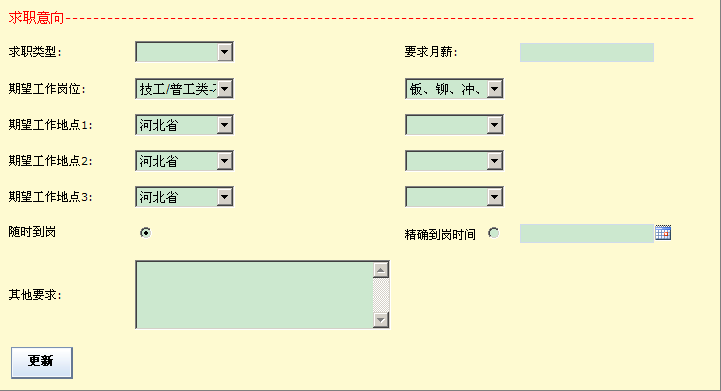 求职意向
求职类型: 要求月薪:
期望工作岗位: 技工/普工类- 钣、铆、冲、
期望工作地点1: 河北省
期望工作地点2: 河北省
期望工作地点3: 河北省
随时到岗 精确到岗时间
其他要求:
更新